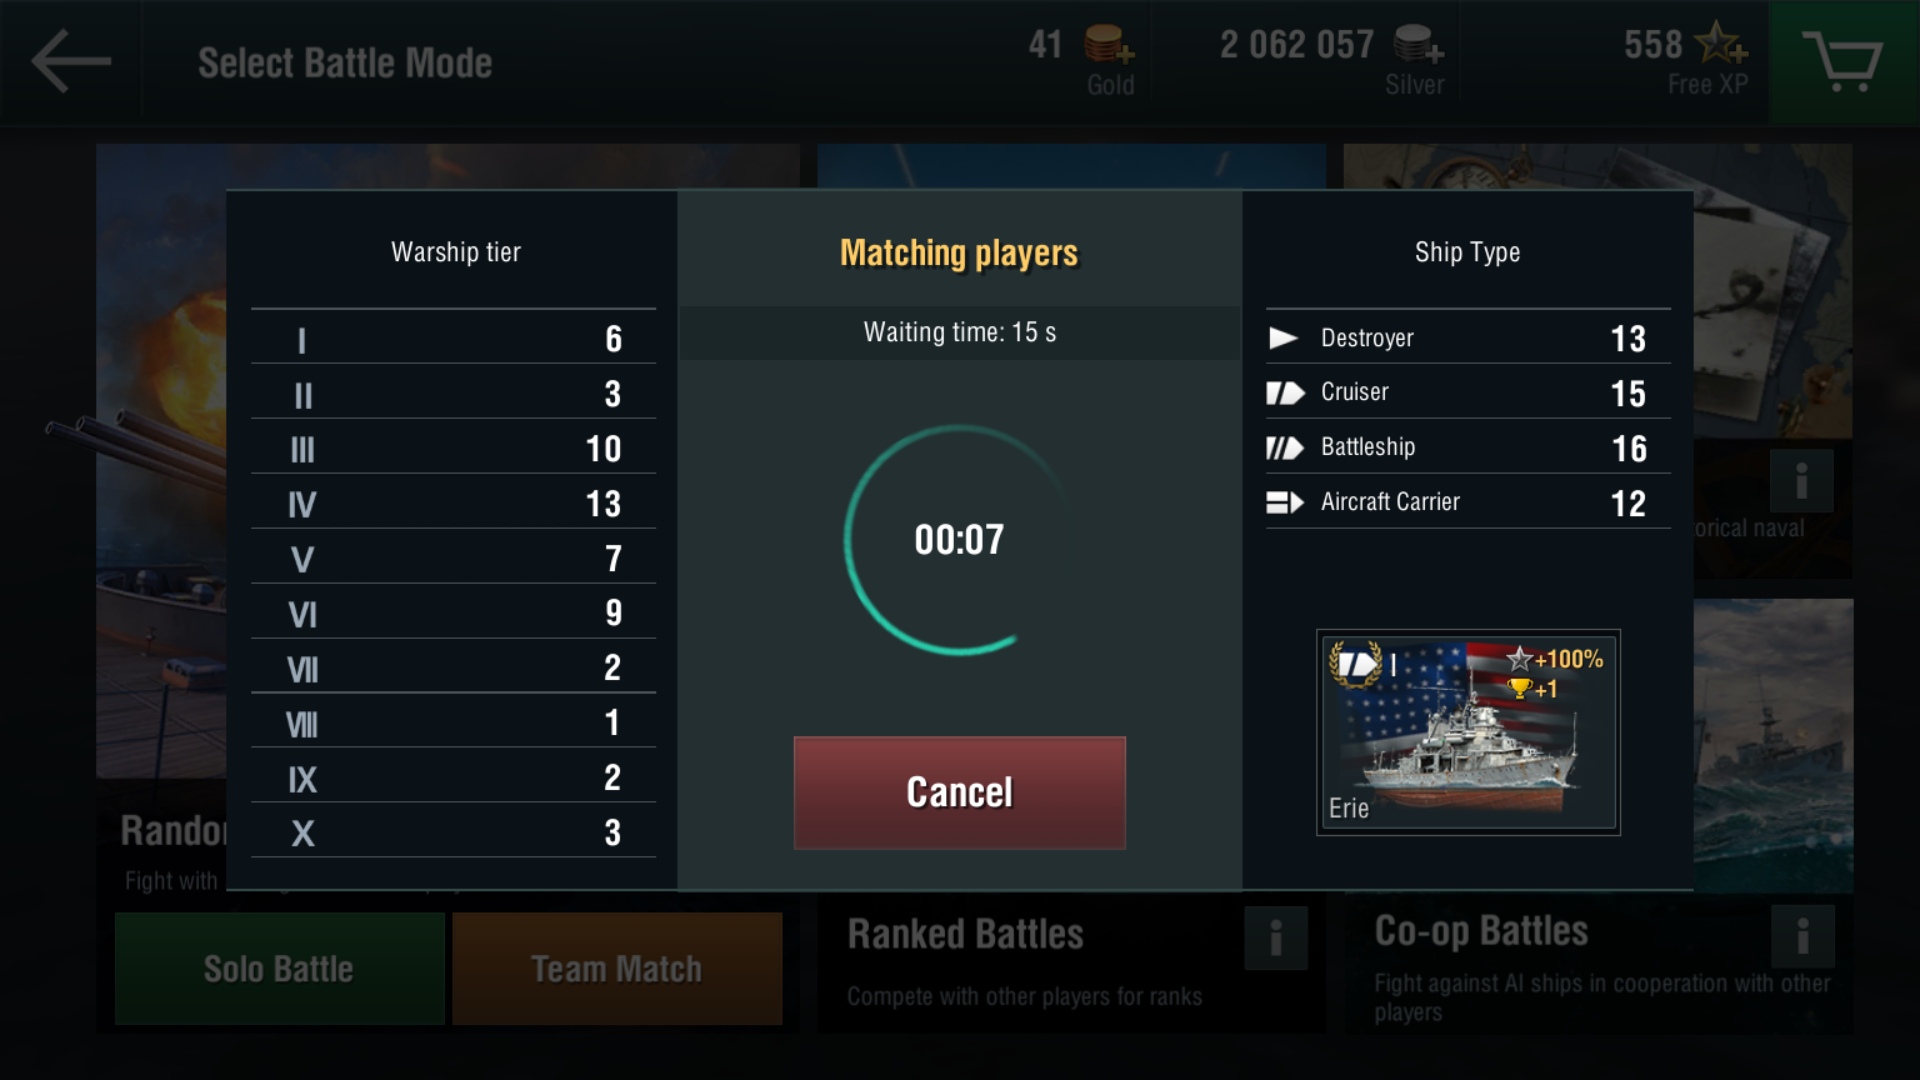 Select Battle Mode
41
Gold
2 062 057
Silver
558
Free XP
Warship tier
I 6
II 3
III 10
IV 13
V 7
VI 9
VII 2
VIII 1
IX 2
X 3
Matching players
Waiting time: 15 s
00:07
Cancel
Ship Type
Destroyer 13
Cruiser 15
Battleship 16
Aircraft Carrier 12
I
+100%
+1
Erie
naval
Fight with
Solo Battle
Team Match
Ranked Battles
Compete with other players for ranks
Co-op Battles
Fight against AI ships in cooperation with other
players